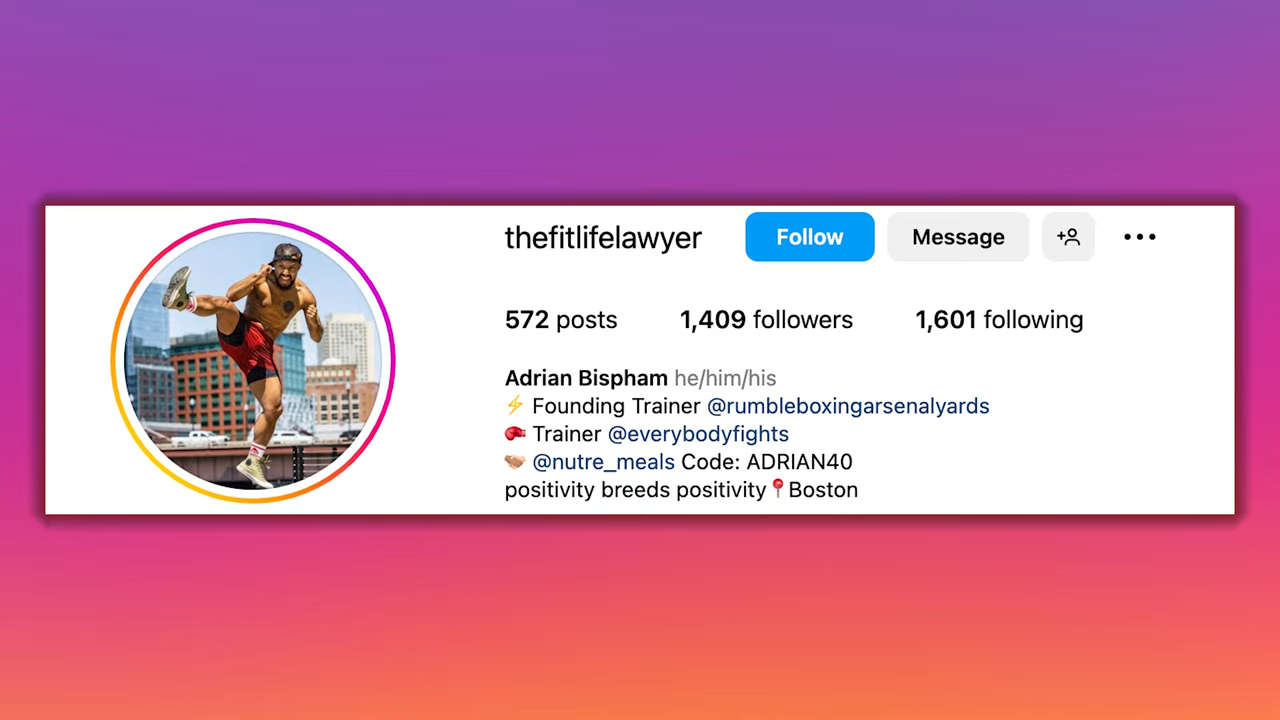 thefitlifelawyer Follow Message
572 posts 1,409 followers 1,601 following
Adrian Bispham he/him/his
⚡ Founding Trainer @rumbleboxingarsenalyards
🥊 Trainer @everybodyfights
🤝🏽 @nutre_meals Code: ADRIAN40
positivity breeds positivity📍Boston